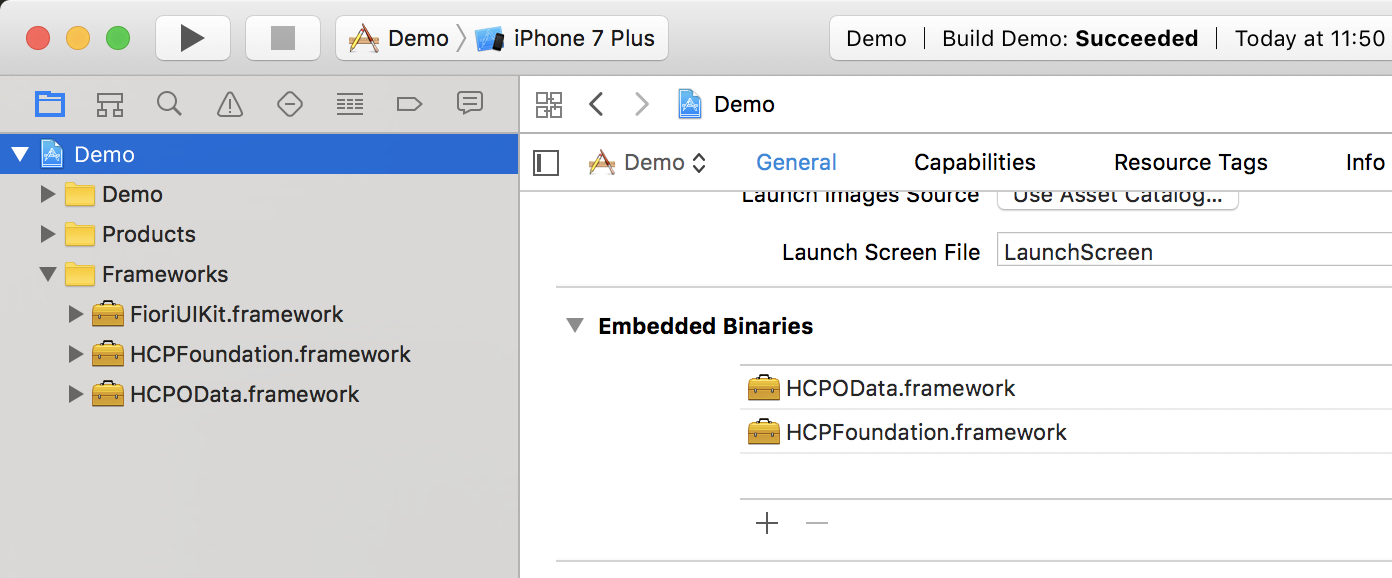 Demo iPhone 7 Plus Demo Build Demo: Succeeded Today at 11:50
Demo
Demo
Demo
Products
Frameworks
FioriUIKit.framework
HCPFoundation.framework
HCPOData.framework
Demo General Capabilities Resource Tags Info
Launch Images Source Use Asset Catalog...
Launch Screen File LaunchScreen
Embedded Binaries
HCPOData.framework
HCPFoundation.framework